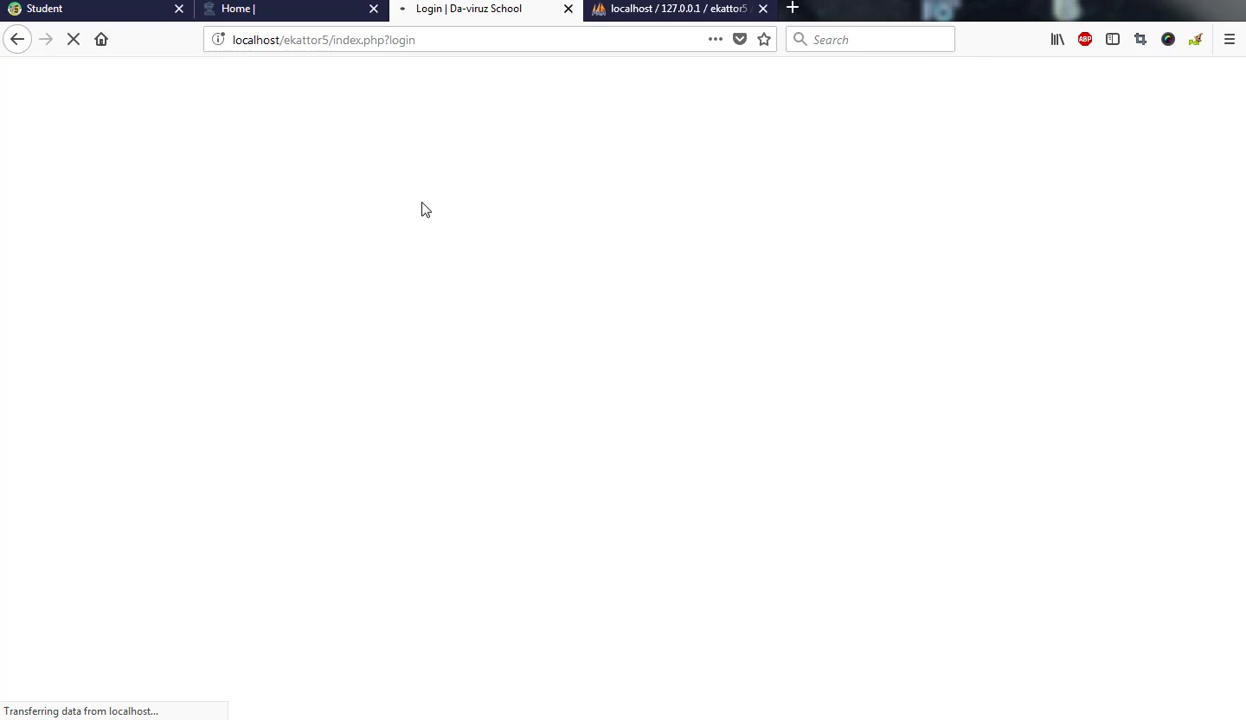 Student
Home |
Login | Da-viruz School
localhost / 127.0.0.1 / ekattor5
localhost/ekattor5/index.php?login
Search
ABP
Transferring data from localhost...